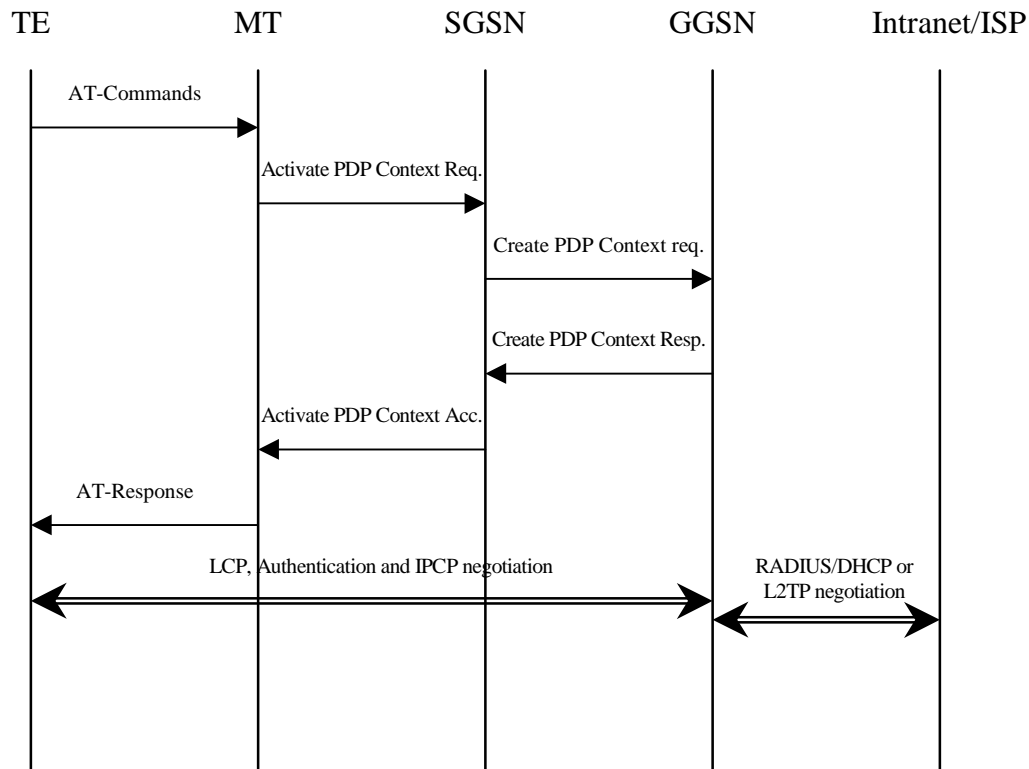 TE
MT
SGSN
GGSN
Intranet/ISP
AT-Commands
Activate PDP Context Req.
Create PDP Context req.
Create PDP Context Resp.
Activate PDP Context Acc.
AT-Response
LCP, Authentication and IPCP negotiation
RADIUS/DHCP or
L2TP negotiation